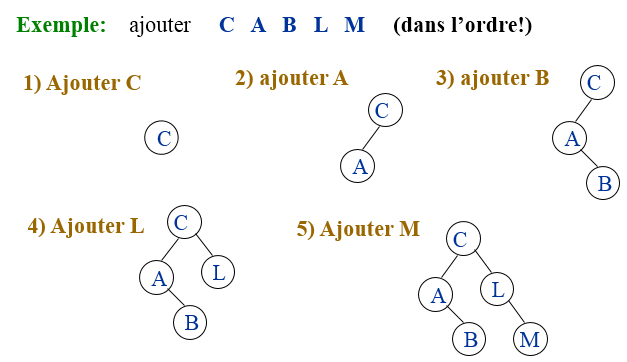 Exemple: ajouter C A B L M (dans l’ordre!)
1) Ajouter C
C
2) ajouter A
C
A
3) ajouter B
C
A
B
4) Ajouter L
C
A L
B
5) Ajouter M
C
A L
B M